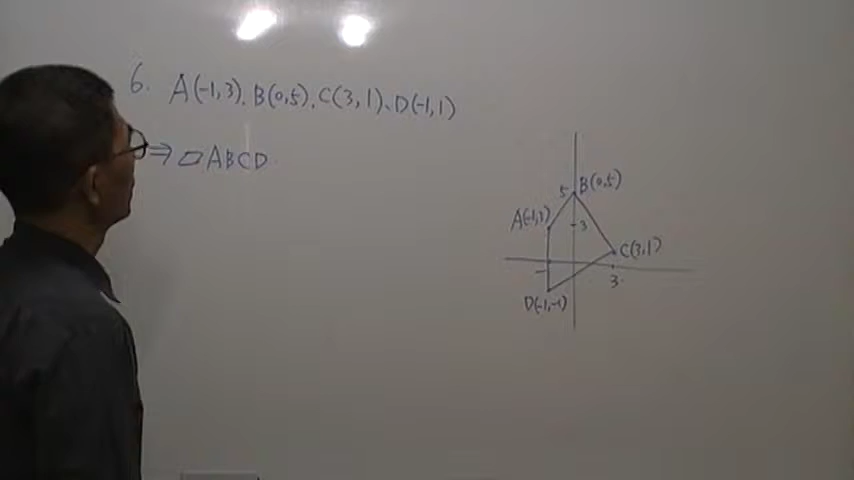 6. A(-1,3)、B(0,5)、C(3,1)、D(-1,1)
⇒ ▱ABCD
5 B(0,5)
A(-1,3) 3
C(3,1)
3
D(-1,-1)